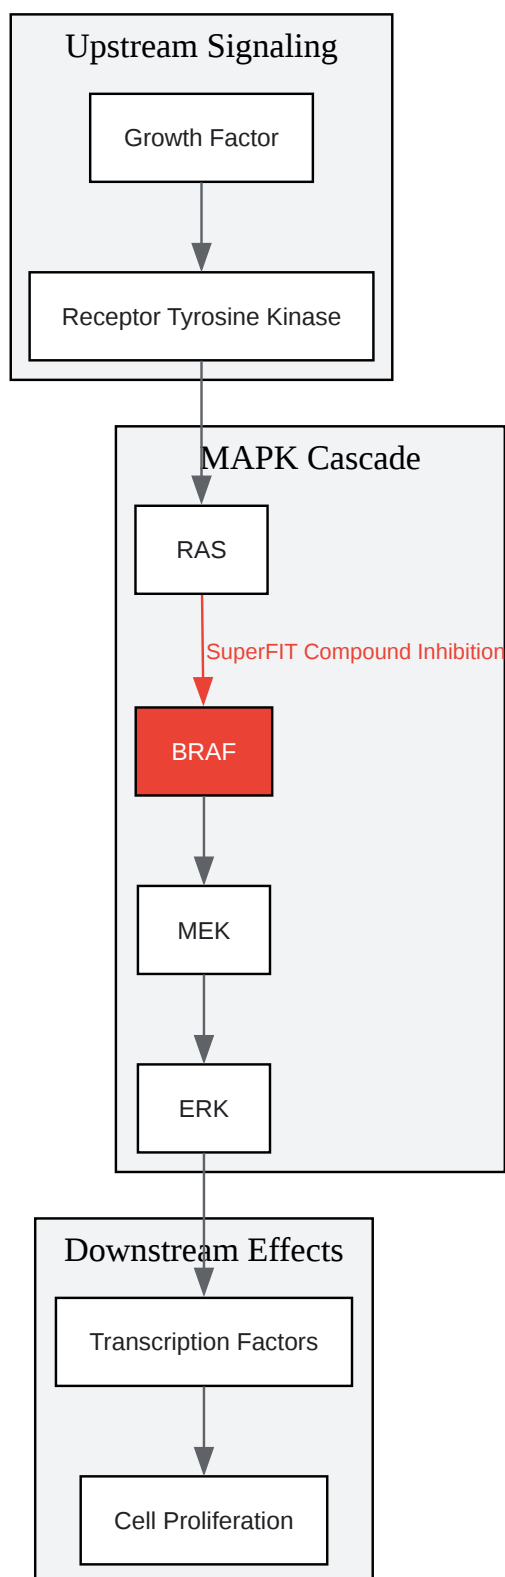 Upstream Signaling
Growth Factor
Receptor Tyrosine Kinase
MAPK Cascade
RAS
SuperFIT Compound Inhibition
BRAF
MEK
ERK
Downstream Effects
Transcription Factors
Cell Proliferation